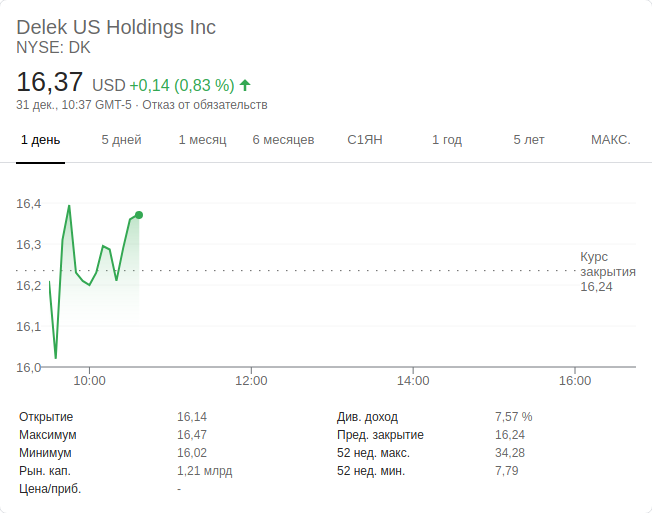 Delek US Holdings Inc
NYSE: DK
16,37 USD +0,14 (0,83 %)
31 дек., 10:37 GMT-5 · Отказ от обязательств
1 день 5 дней 1 месяц 6 месяцев С1ЯН 1 год 5 лет МАКС.
16,4
16,3
16,2
16,1
16,0
Курс
закрытия
16,24
10:00 12:00 14:00 16:00
Открытие 16,14 Див. доход 7,57 %
Максимум 16,47 Пред. закрытие 16,24
Минимум 16,02 52 нед. макс. 34,28
Рын. кап. 1,21 млрд 52 нед. мин. 7,79
Цена/приб. -